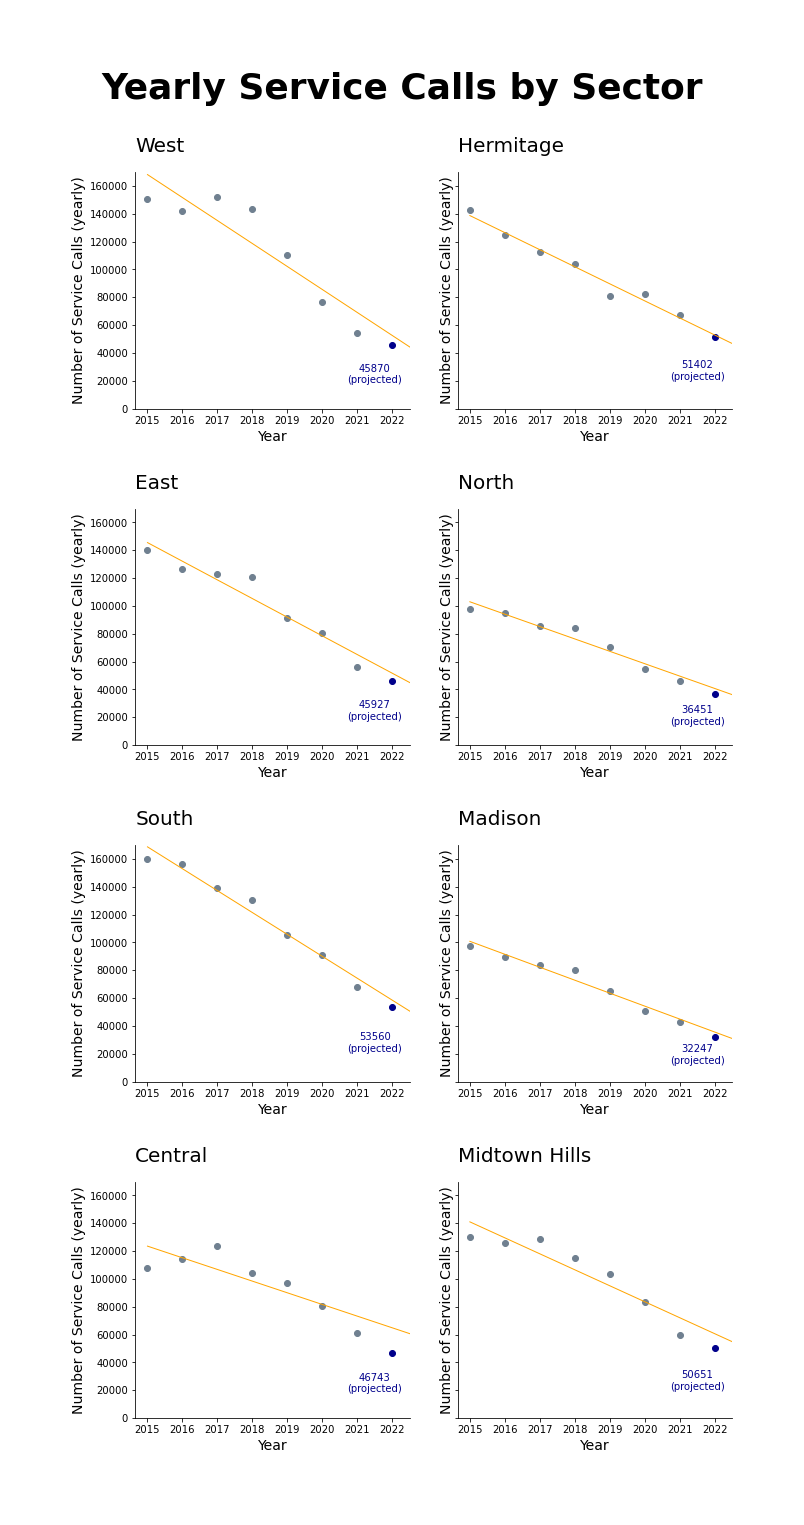 Yearly Service Calls by Sector
West
Number of Service Calls (yearly)
160000
140000
120000
100000
80000
60000
40000
20000
0
45870
(projected)
2015 2016 2017 2018 2019 2020 2021 2022
Year
Hermitage
Number of Service Calls (yearly)
51402
(projected)
2015 2016 2017 2018 2019 2020 2021 2022
Year
East
Number of Service Calls (yearly)
160000
140000
120000
100000
80000
60000
40000
20000
0
45927
(projected)
2015 2016 2017 2018 2019 2020 2021 2022
Year
North
Number of Service Calls (yearly)
36451
(projected)
2015 2016 2017 2018 2019 2020 2021 2022
Year
South
Number of Service Calls (yearly)
160000
140000
120000
100000
80000
60000
40000
20000
0
53560
(projected)
2015 2016 2017 2018 2019 2020 2021 2022
Year
Madison
Number of Service Calls (yearly)
32247
(projected)
2015 2016 2017 2018 2019 2020 2021 2022
Year
Central
Number of Service Calls (yearly)
160000
140000
120000
100000
80000
60000
40000
20000
0
46743
(projected)
2015 2016 2017 2018 2019 2020 2021 2022
Year
Midtown Hills
Number of Service Calls (yearly)
50651
(projected)
2015 2016 2017 2018 2019 2020 2021 2022
Year